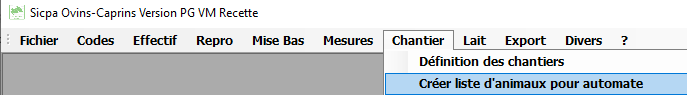 Sicpa Ovins-Caprins Version PG VM Recette
Fichier Codes Effectif Repro Mise Bas Mesures Chantier Lait Export Divers ?
Définition des chantiers
Créer liste d'animaux pour automate